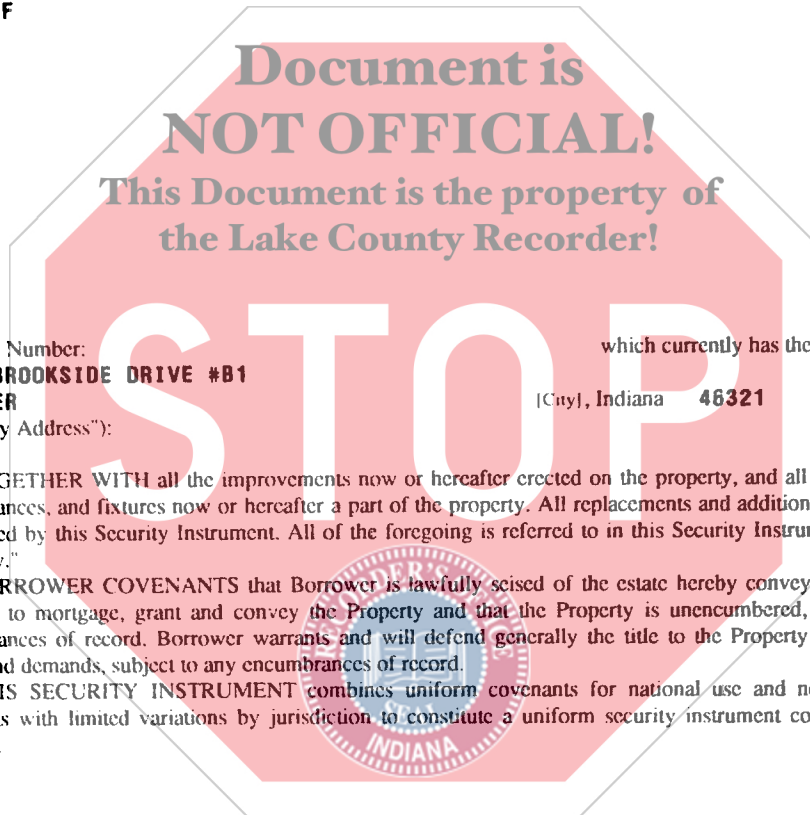 F
Document is
NOT OFFICIAL!
This Document is the property of
the Lake County Recorder!
STOP
Number: which currently has the
BROOKSIDE DRIVE #B1
ER [City], Indiana 46321
y Address"):
GETHER WITH all the improvements now or hereafter erected on the property, and all
ances, and fixtures now or hereafter a part of the property. All replacements and addition
ed by this Security Instrument. All of the foregoing is referred to in this Security Instru
y."
RROWER COVENANTS that Borrower is lawfully seised of the estate hereby convey
to mortgage, grant and convey the Property and that the Property is unencumbered,
ances of record. Borrower warrants and will defend generally the title to the Property
nd demands, subject to any encumbrances of record.
IS SECURITY INSTRUMENT combines uniform covenants for national use and n
s with limited variations by jurisdiction to constitute a uniform security instrument co
RECORDER'S OFFICE
SEAL
INDIANA